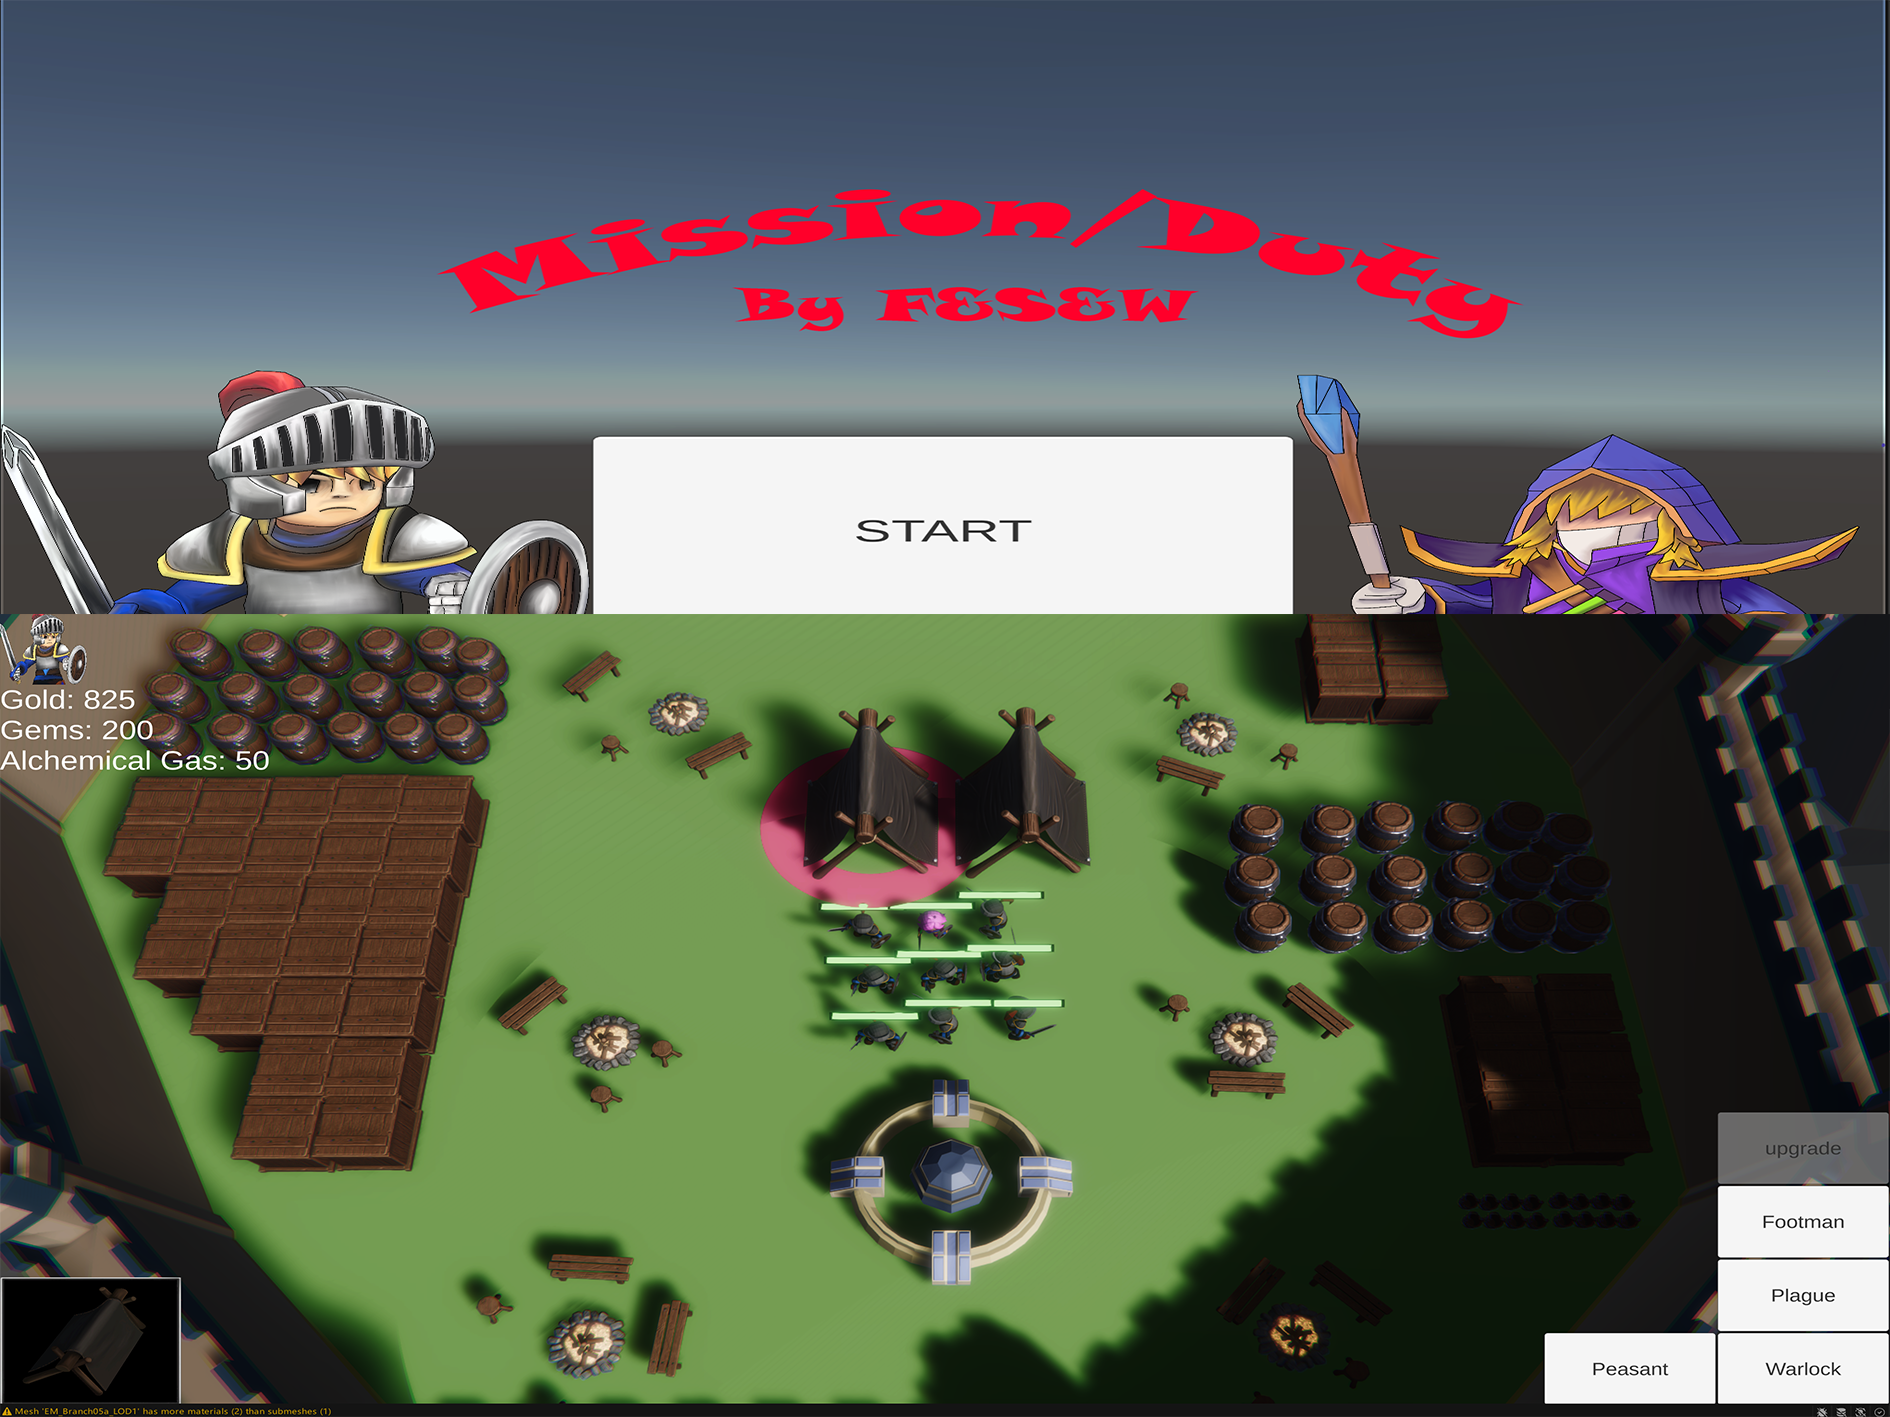 Mission/Duty
By FESEW
START
Gold: 825
Gems: 200
Alchemical Gas: 50
upgrade
Footman
Plague
Peasant
Warlock
Mesh 'EM_Branch05a_LOD1' has more materials (2) than submeshes (1)